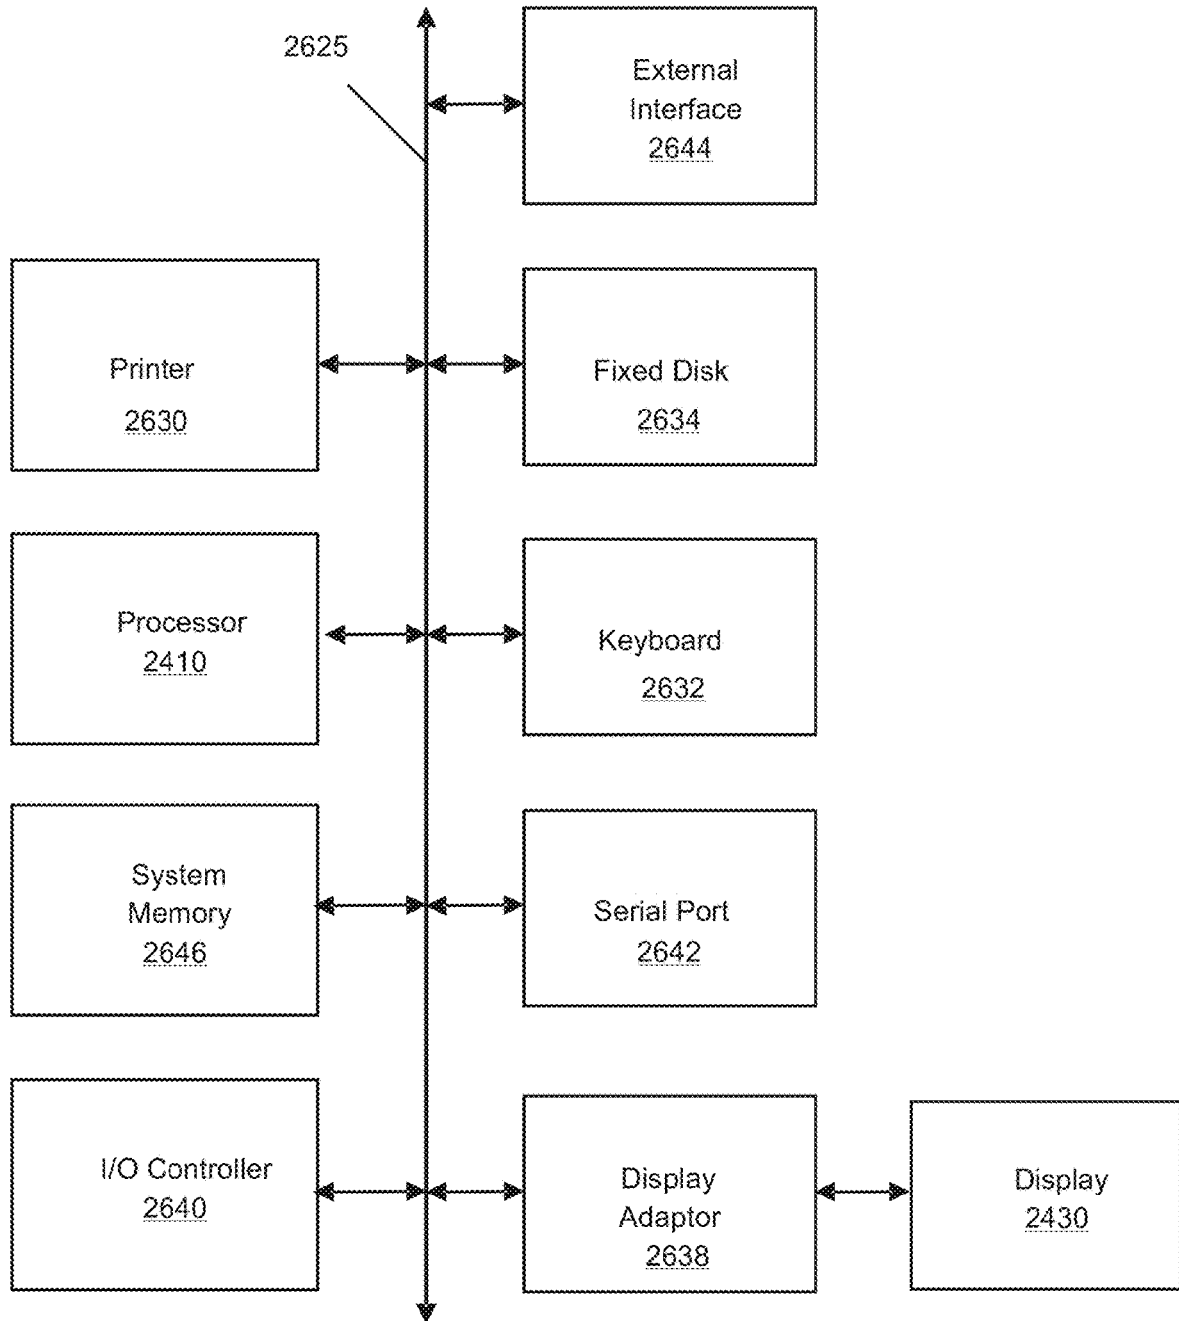 2625
External
Interface
2644
Printer
2630
Fixed Disk
2634
Processor
2410
Keyboard
2632
System
Memory
2646
Serial Port
2642
I/O Controller
2640
Display
Adaptor
2638
Display
2430